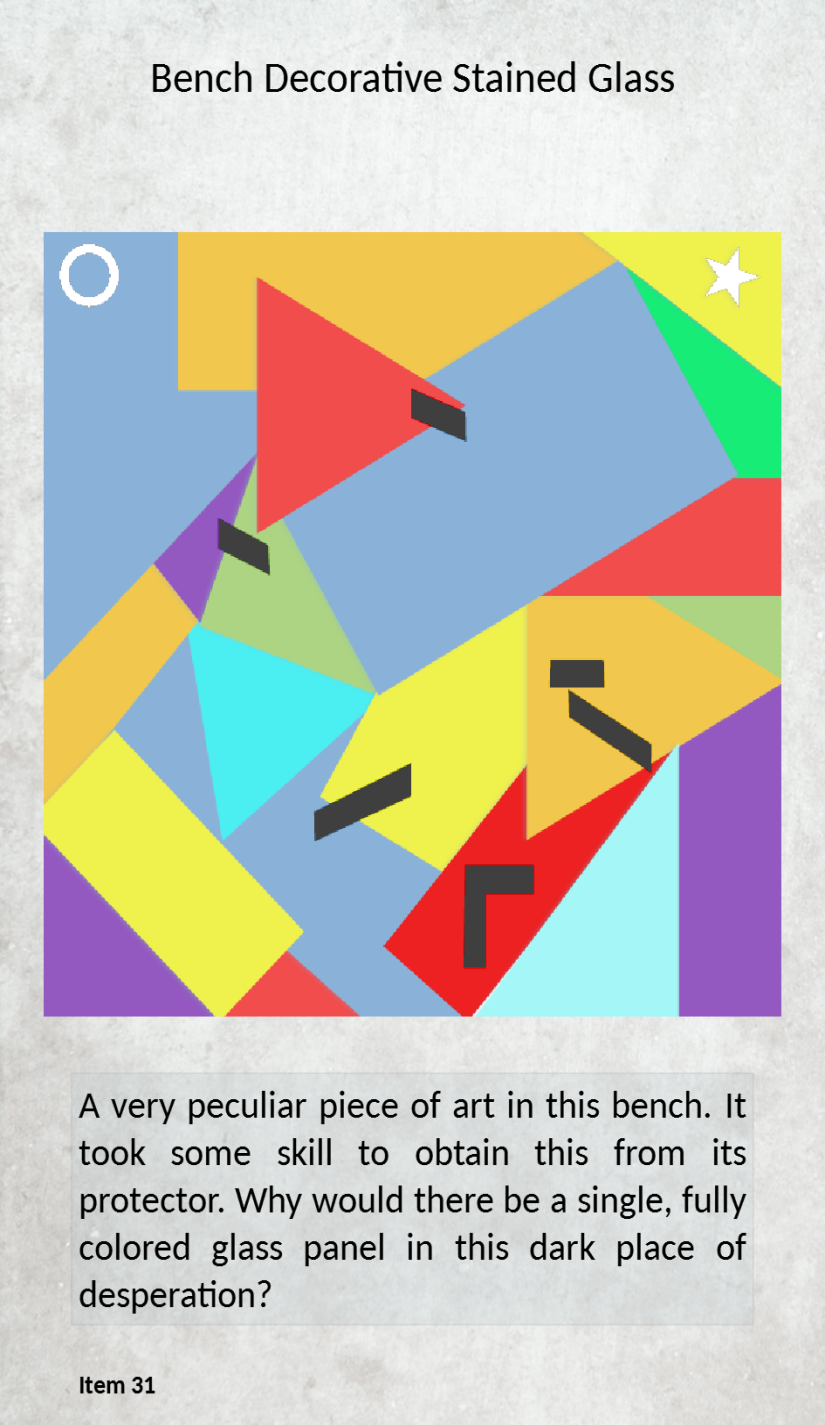 Bench Decorative Stained Glass
A very peculiar piece of art in this bench. It
took some skill to obtain this from its
protector. Why would there be a single, fully
colored glass panel in this dark place of
desperation?
Item 31